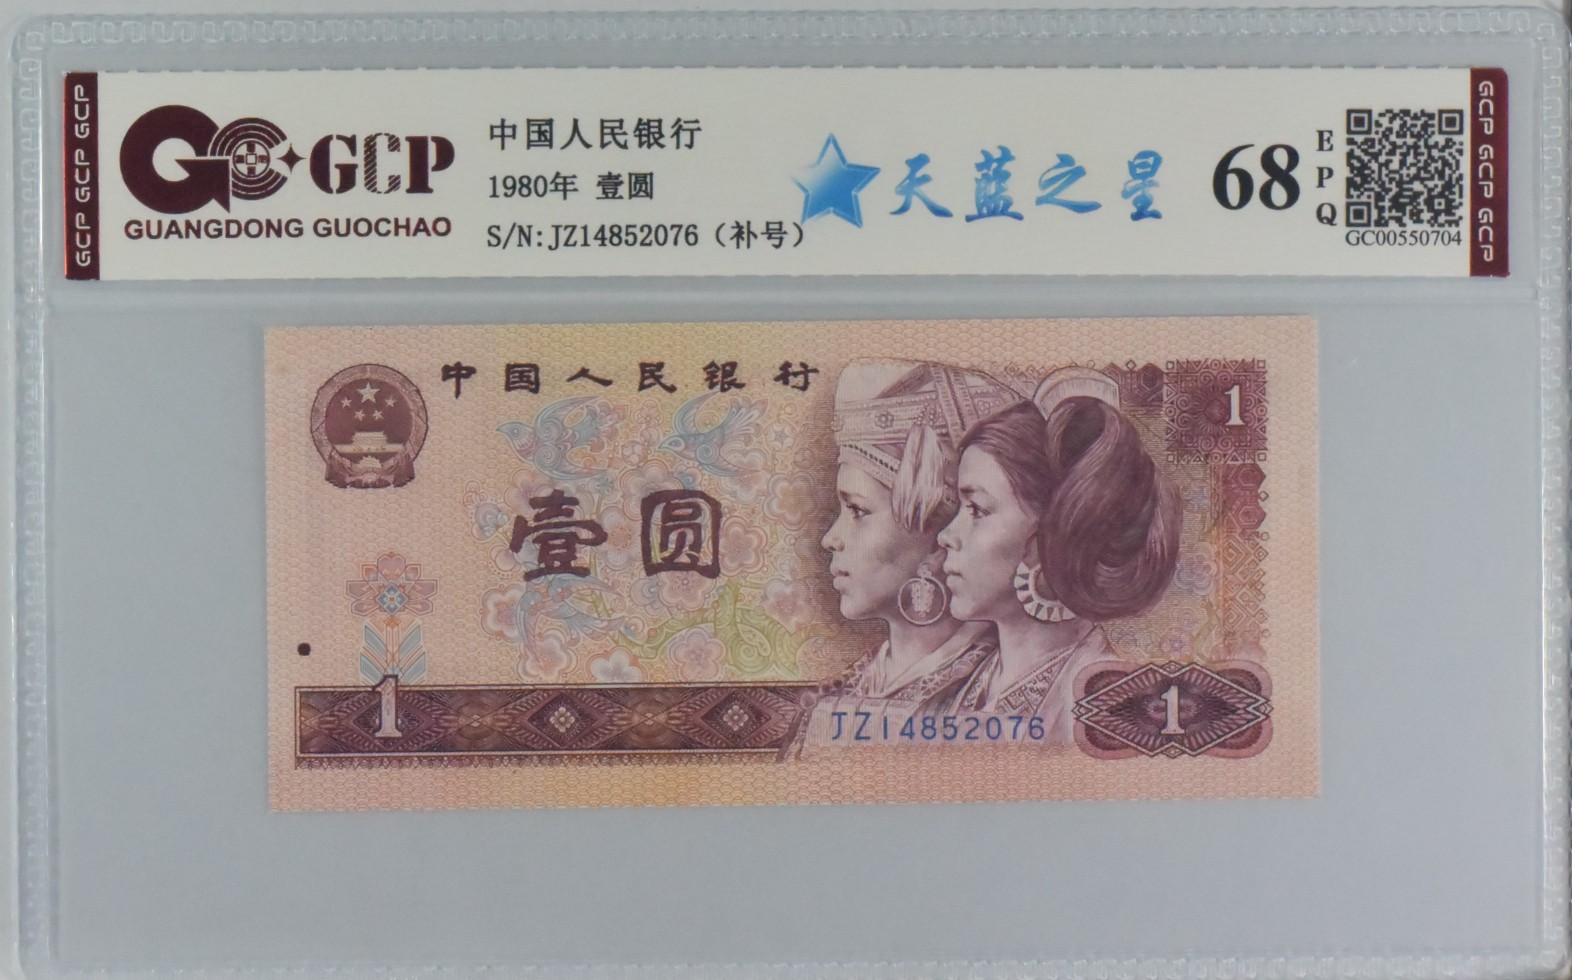 GCP GCP GCP
GCP
GUANGDONG GUOCHAO
中国人民银行
1980年 壹圆
S/N:JZ14852076（补号）
天蓝之星
68
EPQ
GC00550704
GCP GCP GCP
中国人民银行
1
壹圆
1
JZ14852076
1